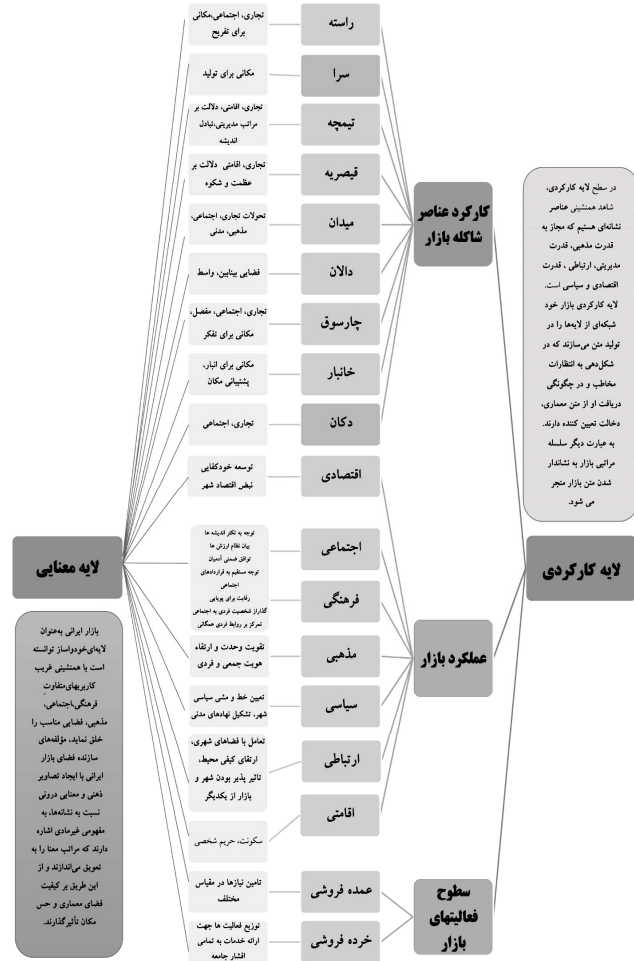 لایه کارکردی
در سطح لایه کارکردی،
شاهد همنشینی عناصر
نشانه‌ای هستیم که مجاز به
قدرت مذهبی، قدرت
مدیریتی، ارتباطی ، قدرت
اقتصادی و سیاسی است.
لایه کارکردی بازار خود
شبکه‌ای از لایه‌ها را در
تولید متن می‌سازند که در
شکل‌دهی به انتظارات
مخاطب و در چگونگی
دریافت او از متن معماری،
دخالت تعیین کننده دارند.
به عبارت دیگر سلسله
مراتبی بازار به نشاندار
شدن متن بازار منجر
می شود.
کارکرد عناصر
شاکله بازار
راسته
تجاری، اجتماعی،مکانی
برای تفریح
سرا
مکانی برای تولید
تیمچه
تجاری، اقامتی، دلالت بر
مراتب مدیریتی،تبادل
اندیشه
قیصریه
تجاری، اقامتی دلالت بر
عظمت و شکوه
میدان
تحولات تجاری، اجتماعی،
مذهبی، مدنی
دالان
فضایی بینابین، واسط
چارسوق
تجاری، اجتماعی، مفصل،
مکانی برای تفکر
خانبار
مکانی برای انبار،
پشتیبانی مکان
دکان
تجاری، اجتماعی
عملکرد بازار
اقتصادی
توسعه خودکفایی
نبض اقتصاد شهر
اجتماعی
فرهنگی
توجه به تکثر اندیشه ها
بیان نظام ارزش ها
توافق ضمنی آدمیان
توجه مستقیم به قراردادهای
اجتماعی
رقابت برای پویایی
گذاراز شخصیت فردی به اجتماعی
تمرکز بر روابط فردی همگانی
مذهبی
تقویت وحدت و ارتقاء
هویت جمعی و فردی
سیاسی
تعیین خط و مشی سیاسی
شهر، تشکیل نهادهای مدنی
ارتباطی
تعامل با فضاهای شهری،
ارتقای کیفی محیط،
تاثیر پذیر بودن شهر و
بازار از یکدیگر
اقامتی
سکونت، حریم شخصی
سطوح
فعالیتهای
بازار
عمده فروشی
تامین نیازها در مقیاس
مختلف
خرده فروشی
توزیع فعالیت ها جهت
ارائه خدمات به تمامی
اقشار جامعه
لایه معنایی
بازار ایرانی به‌عنوان
لایه‌ای‌خودواساز توانسته
است با همنشینی غریب
کاربریهای‌متفاوتِ
فرهنگی،اجتماعی،
مذهبی، فضایی مناسب را
خلق نماید، مؤلفه‌های
سازنده فضای بازار
ایرانی با ایجاد تصاویر
ذهنی و معنایی درونی
نسبت به نشانه‌ها، به
مفهومی غیرمادی اشاره
دارند که مراتب معنا را به
تعویق می‌اندازند و از
این طریق بر کیفیت
فضای معماری و حس
مکان تأثیرگذارند.